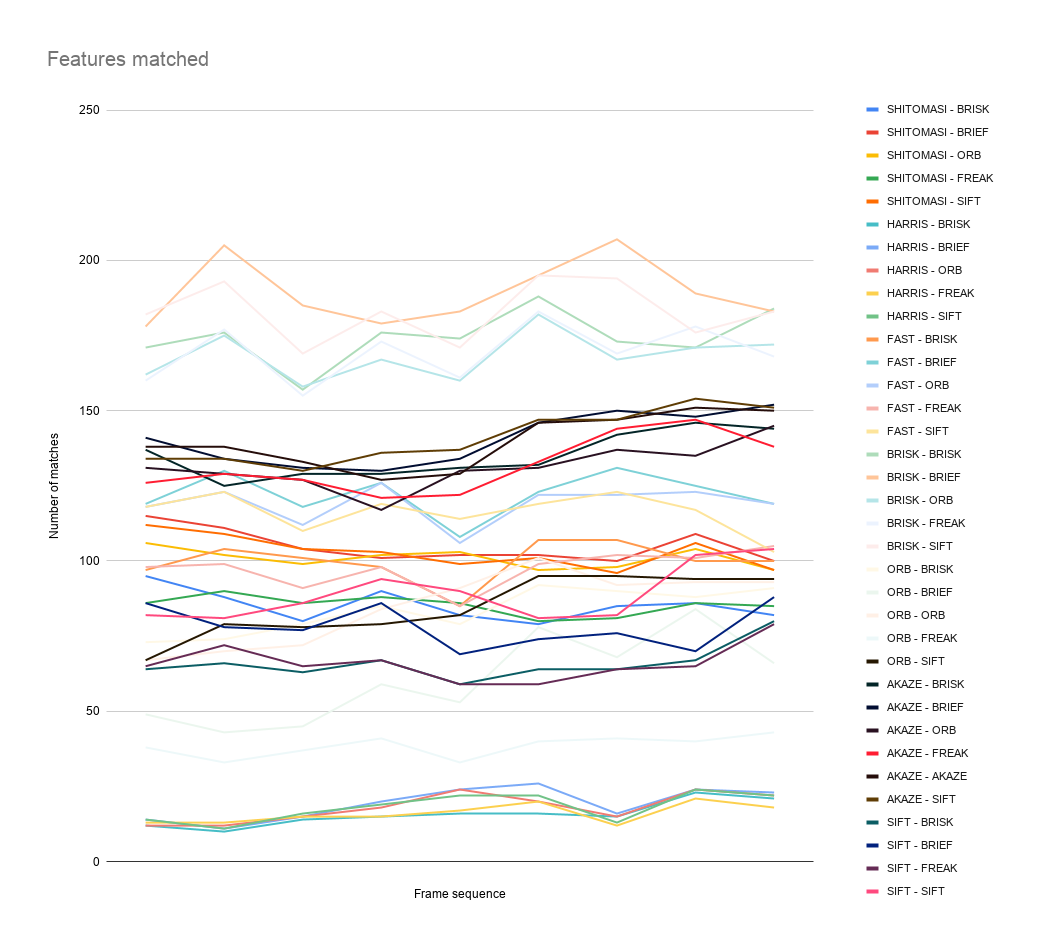 Features matched
250
200
150
100
50
0
Number of matches
Frame sequence
SHITOMASI - BRISK
SHITOMASI - BRIEF
SHITOMASI - ORB
SHITOMASI - FREAK
SHITOMASI - SIFT
HARRIS - BRISK
HARRIS - BRIEF
HARRIS - ORB
HARRIS - FREAK
HARRIS - SIFT
FAST - BRISK
FAST - BRIEF
FAST - ORB
FAST - FREAK
FAST - SIFT
BRISK - BRISK
BRISK - BRIEF
BRISK - ORB
BRISK - FREAK
BRISK - SIFT
ORB - BRISK
ORB - BRIEF
ORB - ORB
ORB - FREAK
ORB - SIFT
AKAZE - BRISK
AKAZE - BRIEF
AKAZE - ORB
AKAZE - FREAK
AKAZE - AKAZE
AKAZE - SIFT
SIFT - BRISK
SIFT - BRIEF
SIFT - FREAK
SIFT - SIFT